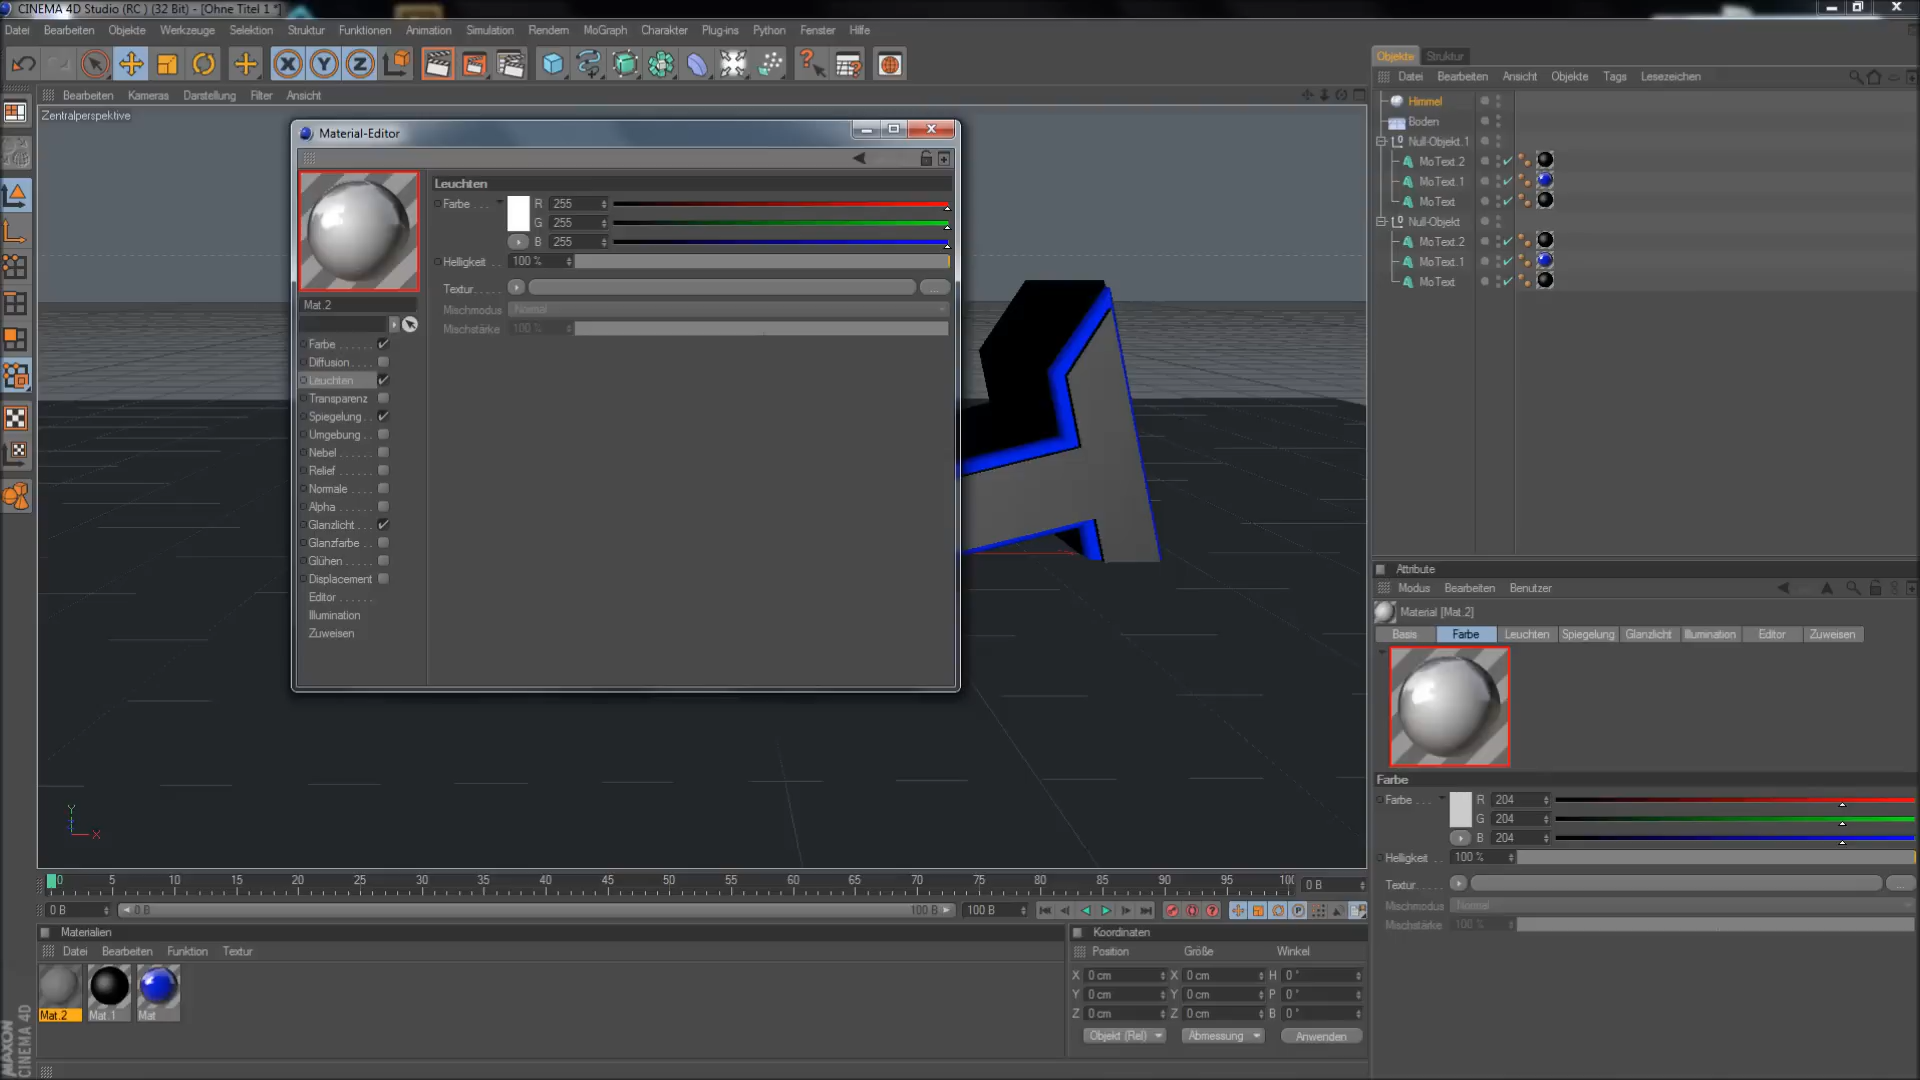 CINEMA 4D Studio (RC ) (32 Bit) - [Ohne Titel 1 *]
Datei Bearbeiten Objekte Werkzeuge Selektion Struktur Funktionen Animation Simulation Rendern MoGraph Charakter Plug-ins Python Fenster Hilfe
Bearbeiten Kameras Darstellung Filter Ansicht
Zentralperspektive
Material-Editor
Leuchten
Farbe . . . R 255
G 255
B 255
Helligkeit . . 100 %
Textur . . . . . ...
Mischmodus Normal
Mischstärke 100 %
Mat.2
Farbe . . . . . .
Diffusion . . . .
Leuchten
Transparenz
Spiegelung . .
Umgebung . .
Nebel . . . . . .
Relief . . . . . .
Normale . . . .
Alpha . . . . . .
Glanzlicht . . .
Glanzfarbe . .
Glühen . . . . .
Displacement
Editor . . . . . .
Illumination
Zuweisen
Y
X
Objekte Struktur
Datei Bearbeiten Ansicht Objekte Tags Lesezeichen
Himmel
Boden
Null-Objekt.1
MoText.2
MoText.1
MoText
Null-Objekt
MoText.2
MoText.1
MoText
Attribute
Modus Bearbeiten Benutzer
Material [Mat.2]
Basis Farbe Leuchten Spiegelung Glanzlicht Illumination Editor Zuweisen
Farbe
Farbe . . . R 204
G 204
B 204
Helligkeit . . 100 %
Textur . . . . . ...
Mischmodus Normal
Mischstärke 100 %
0 5 10 15 20 25 30 35 40 45 50 55 60 65 70 75 80 85 90 95 100 0 B
0 B 0 B 100 B 100 B
Materialien
Datei Bearbeiten Funktion Textur
Mat.2 Mat.1 Mat
Koordinaten
Position Größe Winkel
X 0 cm X 0 cm H 0 °
Y 0 cm Y 0 cm P 0 °
Z 0 cm Z 0 cm B 0 °
Objekt (Rel) Abmessung Anwenden
MAXON
CINEMA 4D